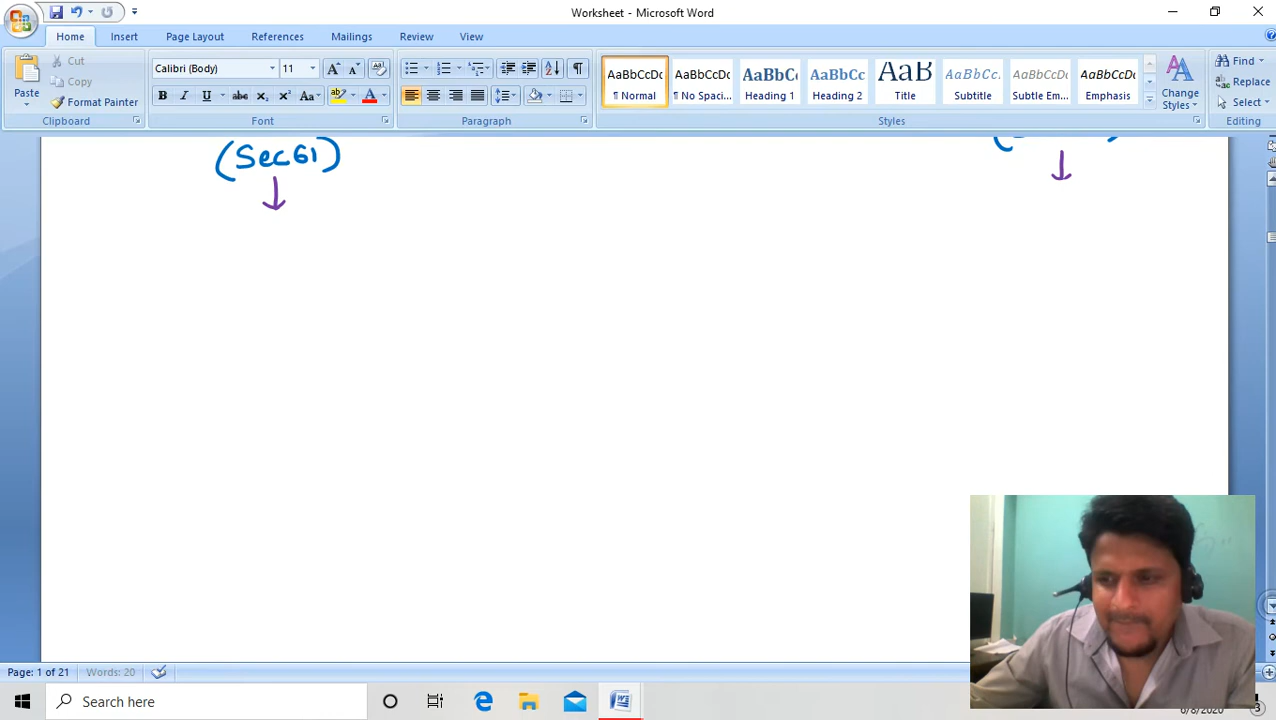 Worksheet - Microsoft Word
Home Insert Page Layout References Mailings Review View
Paste
Cut
Copy
Format Painter
Clipboard
Calibri (Body) 11
Font
Paragraph
AaBbCcDc AaBbCcDc AaBbCc AaBbCc AaB AaBbCc. AaBbCcDc AaBbCcDc
¶ Normal ¶ No Spaci... Heading 1 Heading 2 Title Subtitle Subtle Em... Emphasis
Change Styles
Styles
Find
Replace
Select
Editing
(Sec 61)
Page: 1 of 21 Words: 20
Search here
6/8/2020